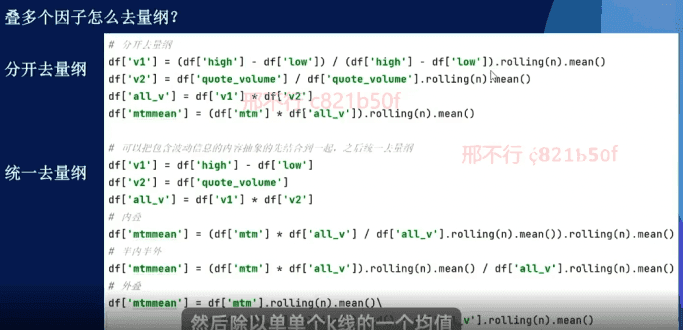 叠多个因子怎么去量纲?
分开去量纲
# 分开去量纲
df['v1'] = (df['high'] - df['low']) / (df['high'] - df['low']).rolling(n).mean()
df['v2'] = df['quote_volume'] / df['quote_volume'].rolling(n).mean()
df['all_v'] = df['v1'] * df['v2']
df['mtmmean'] = (df['mtm'] * df['all_v']).rolling(n).mean()
邢不行 c821b50f
邢不行 c821b50f
统一去量纲
# 可以把包含波动信息的内容抽象的先结合到一起,之后统一去量纲
df['v1'] = df['high'] - df['low']
df['v2'] = df['quote_volume']
df['all_v'] = df['v1'] * df['v2']
# 内叠
df['mtmmean'] = (df['mtm'] * df['all_v'] / df['all_v'].rolling(n).mean()).rolling(n).mean()
# 半内半外
df['mtmmean'] = (df['mtm'] * df['all_v']).rolling(n).mean() / df['all_v'].rolling(n).mean()
# 外叠
df['mtmmean'] = df['mtm'].rolling(n).mean()\
v'].rolling(n).mean()
然后除以单单个k线的一个均值